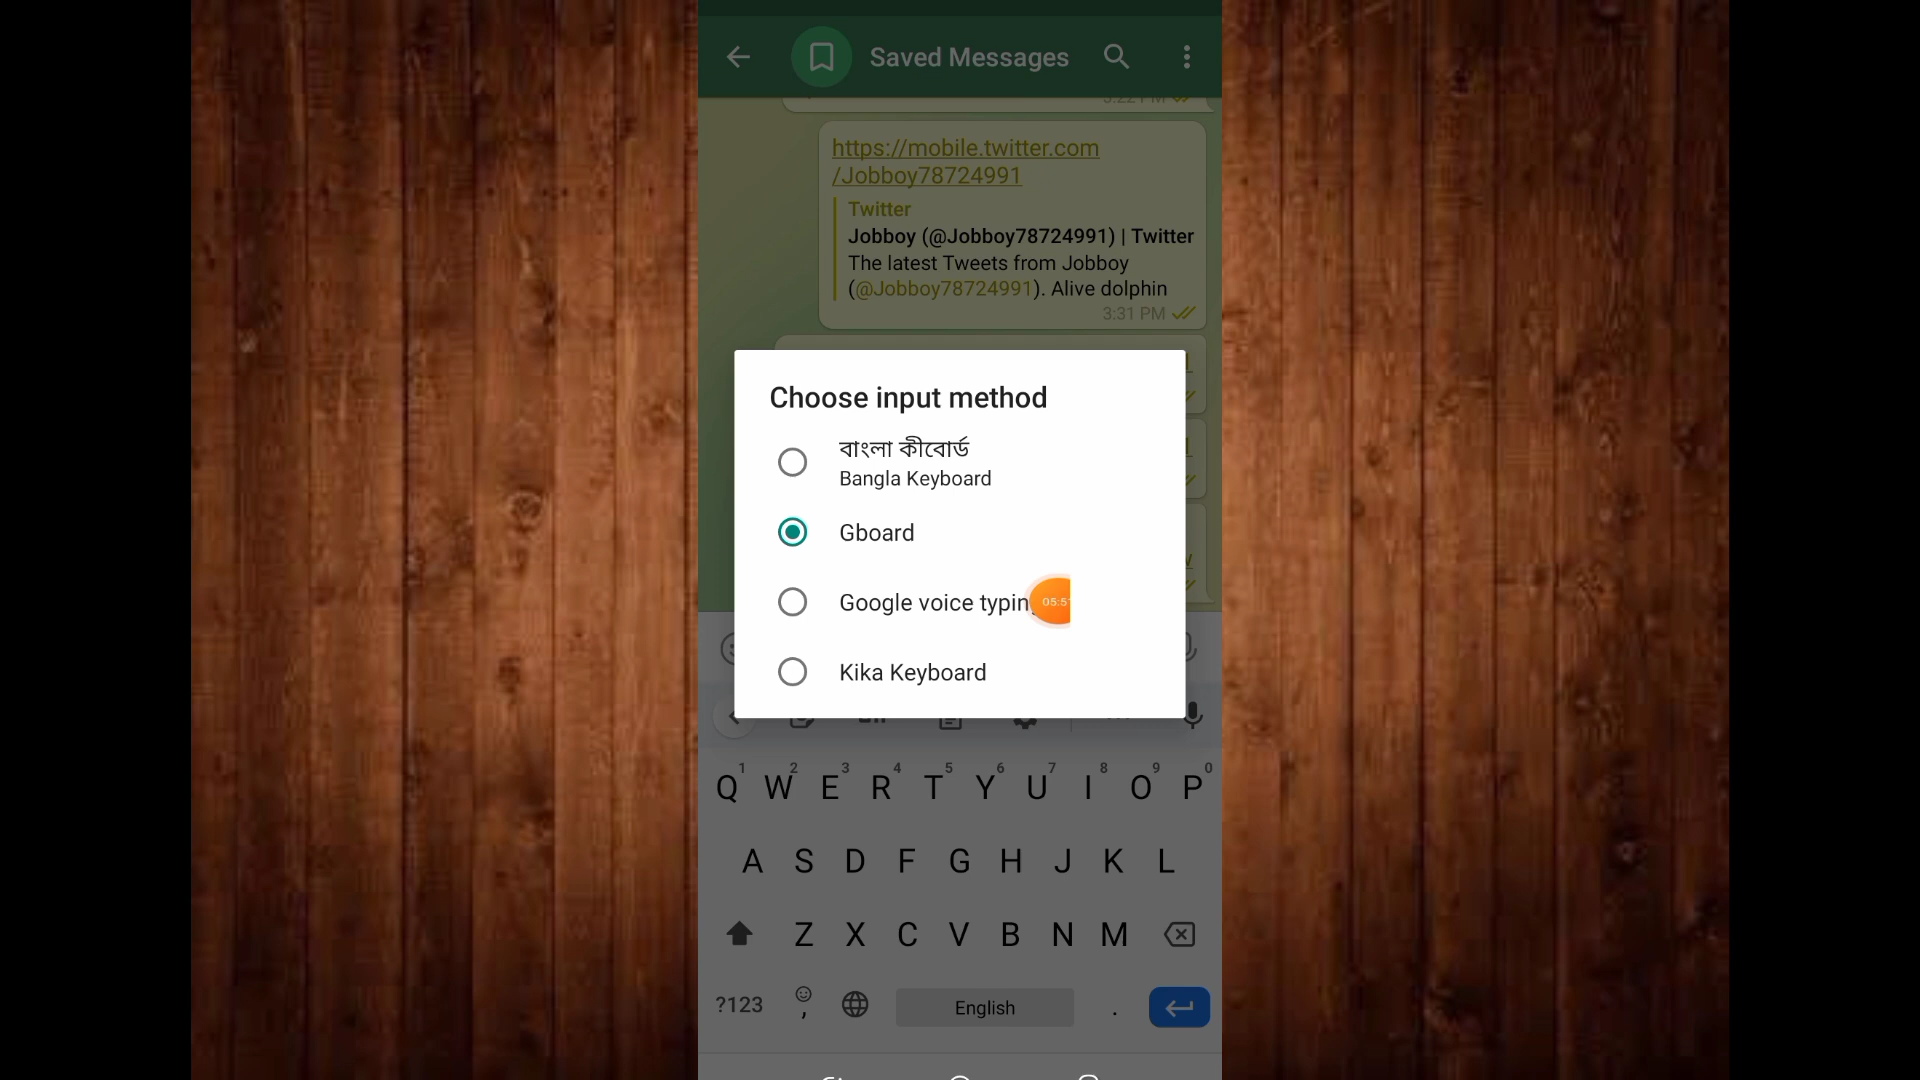 Saved Messages
https://mobile.twitter.com
/Jobboy78724991
Twitter
Jobboy (@Jobboy78724991) | Twitter
The latest Tweets from Jobboy
(@Jobboy78724991). Alive dolphin
3:31 PM
Choose input method
বাংলা কীবোর্ড
Bangla Keyboard
Gboard
Google voice typin
05:5
Kika Keyboard
1 2 3 4 5 6 7 8 9 0
Q W E R T Y U I O P
A S D F G H J K L
Z X C V B N M
?123 , English .